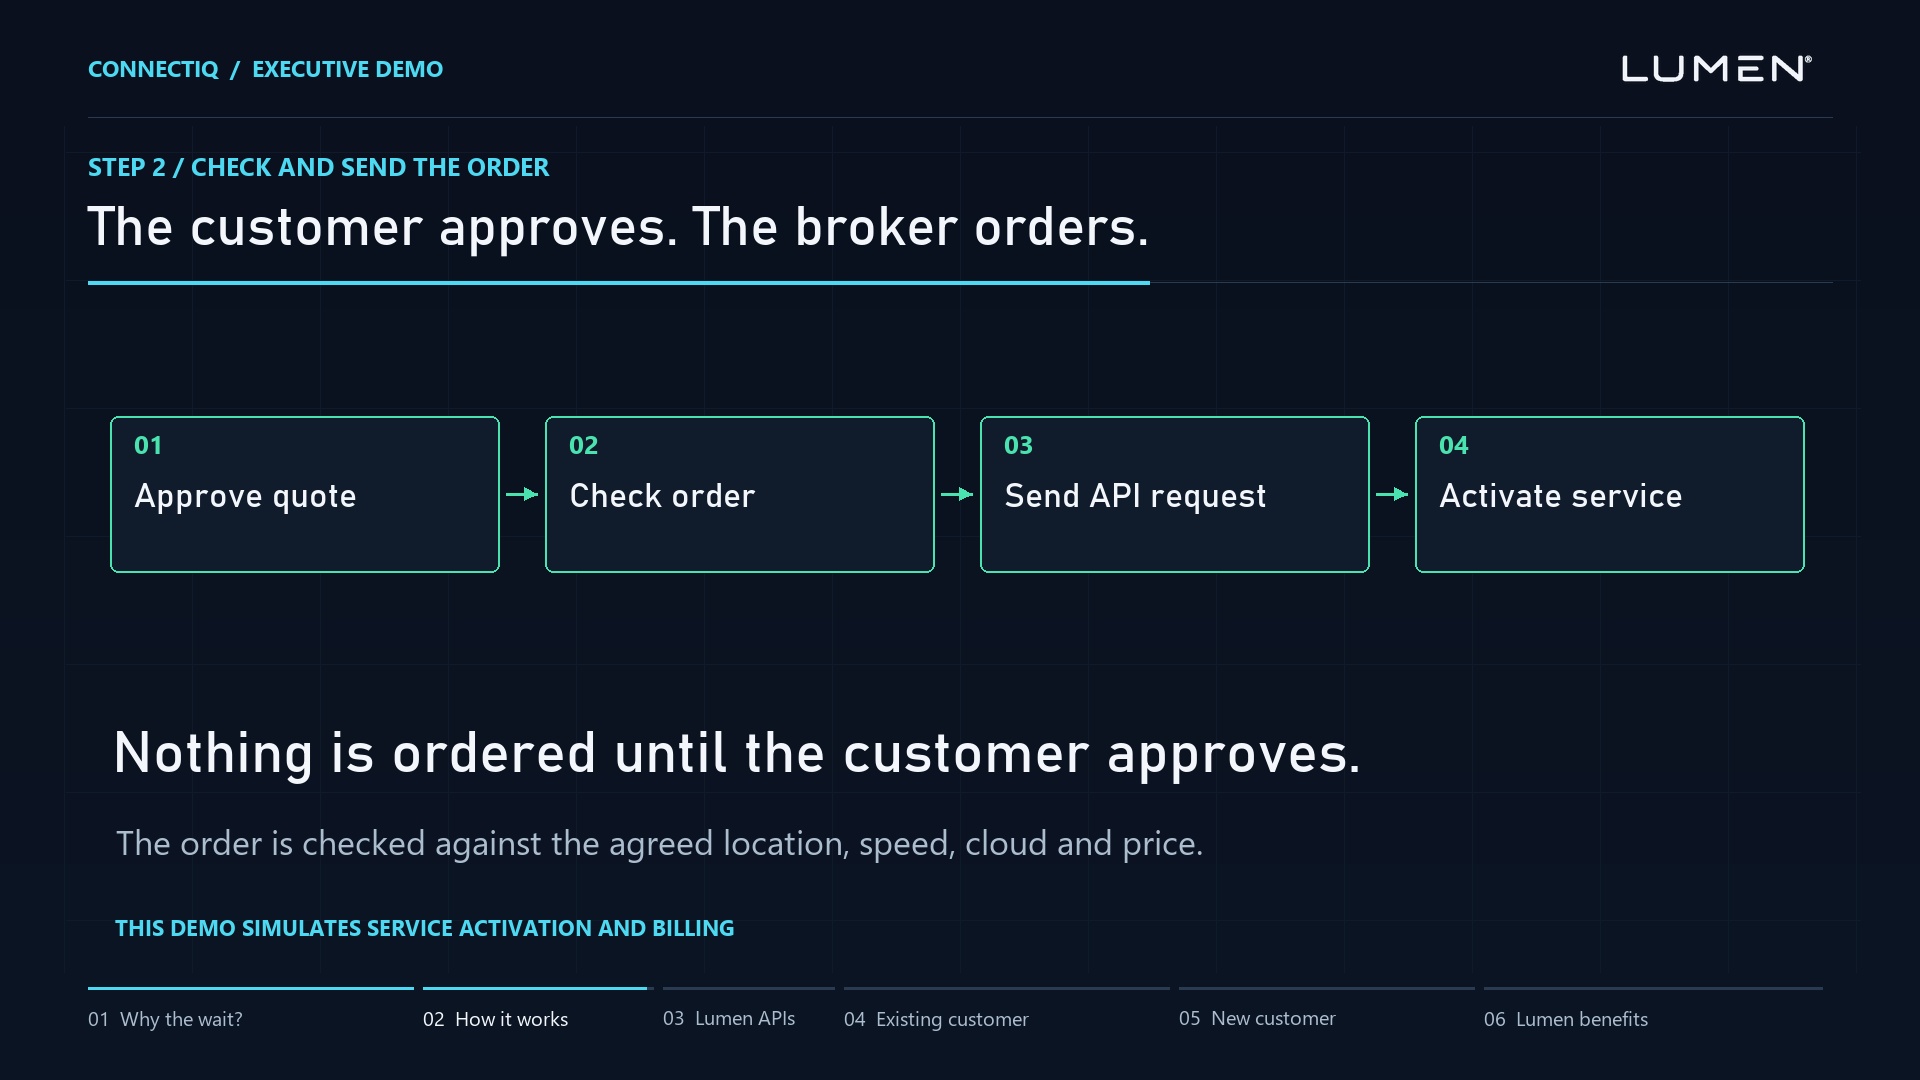 CONNECTIQ / EXECUTIVE DEMO
LUMEN®
STEP 2 / CHECK AND SEND THE ORDER
The customer approves. The broker orders.
01
Approve quote
02
Check order
03
Send API request
04
Activate service
Nothing is ordered until the customer approves.
The order is checked against the agreed location, speed, cloud and price.
THIS DEMO SIMULATES SERVICE ACTIVATION AND BILLING
01 Why the wait?
02 How it works
03 Lumen APIs
04 Existing customer
05 New customer
06 Lumen benefits